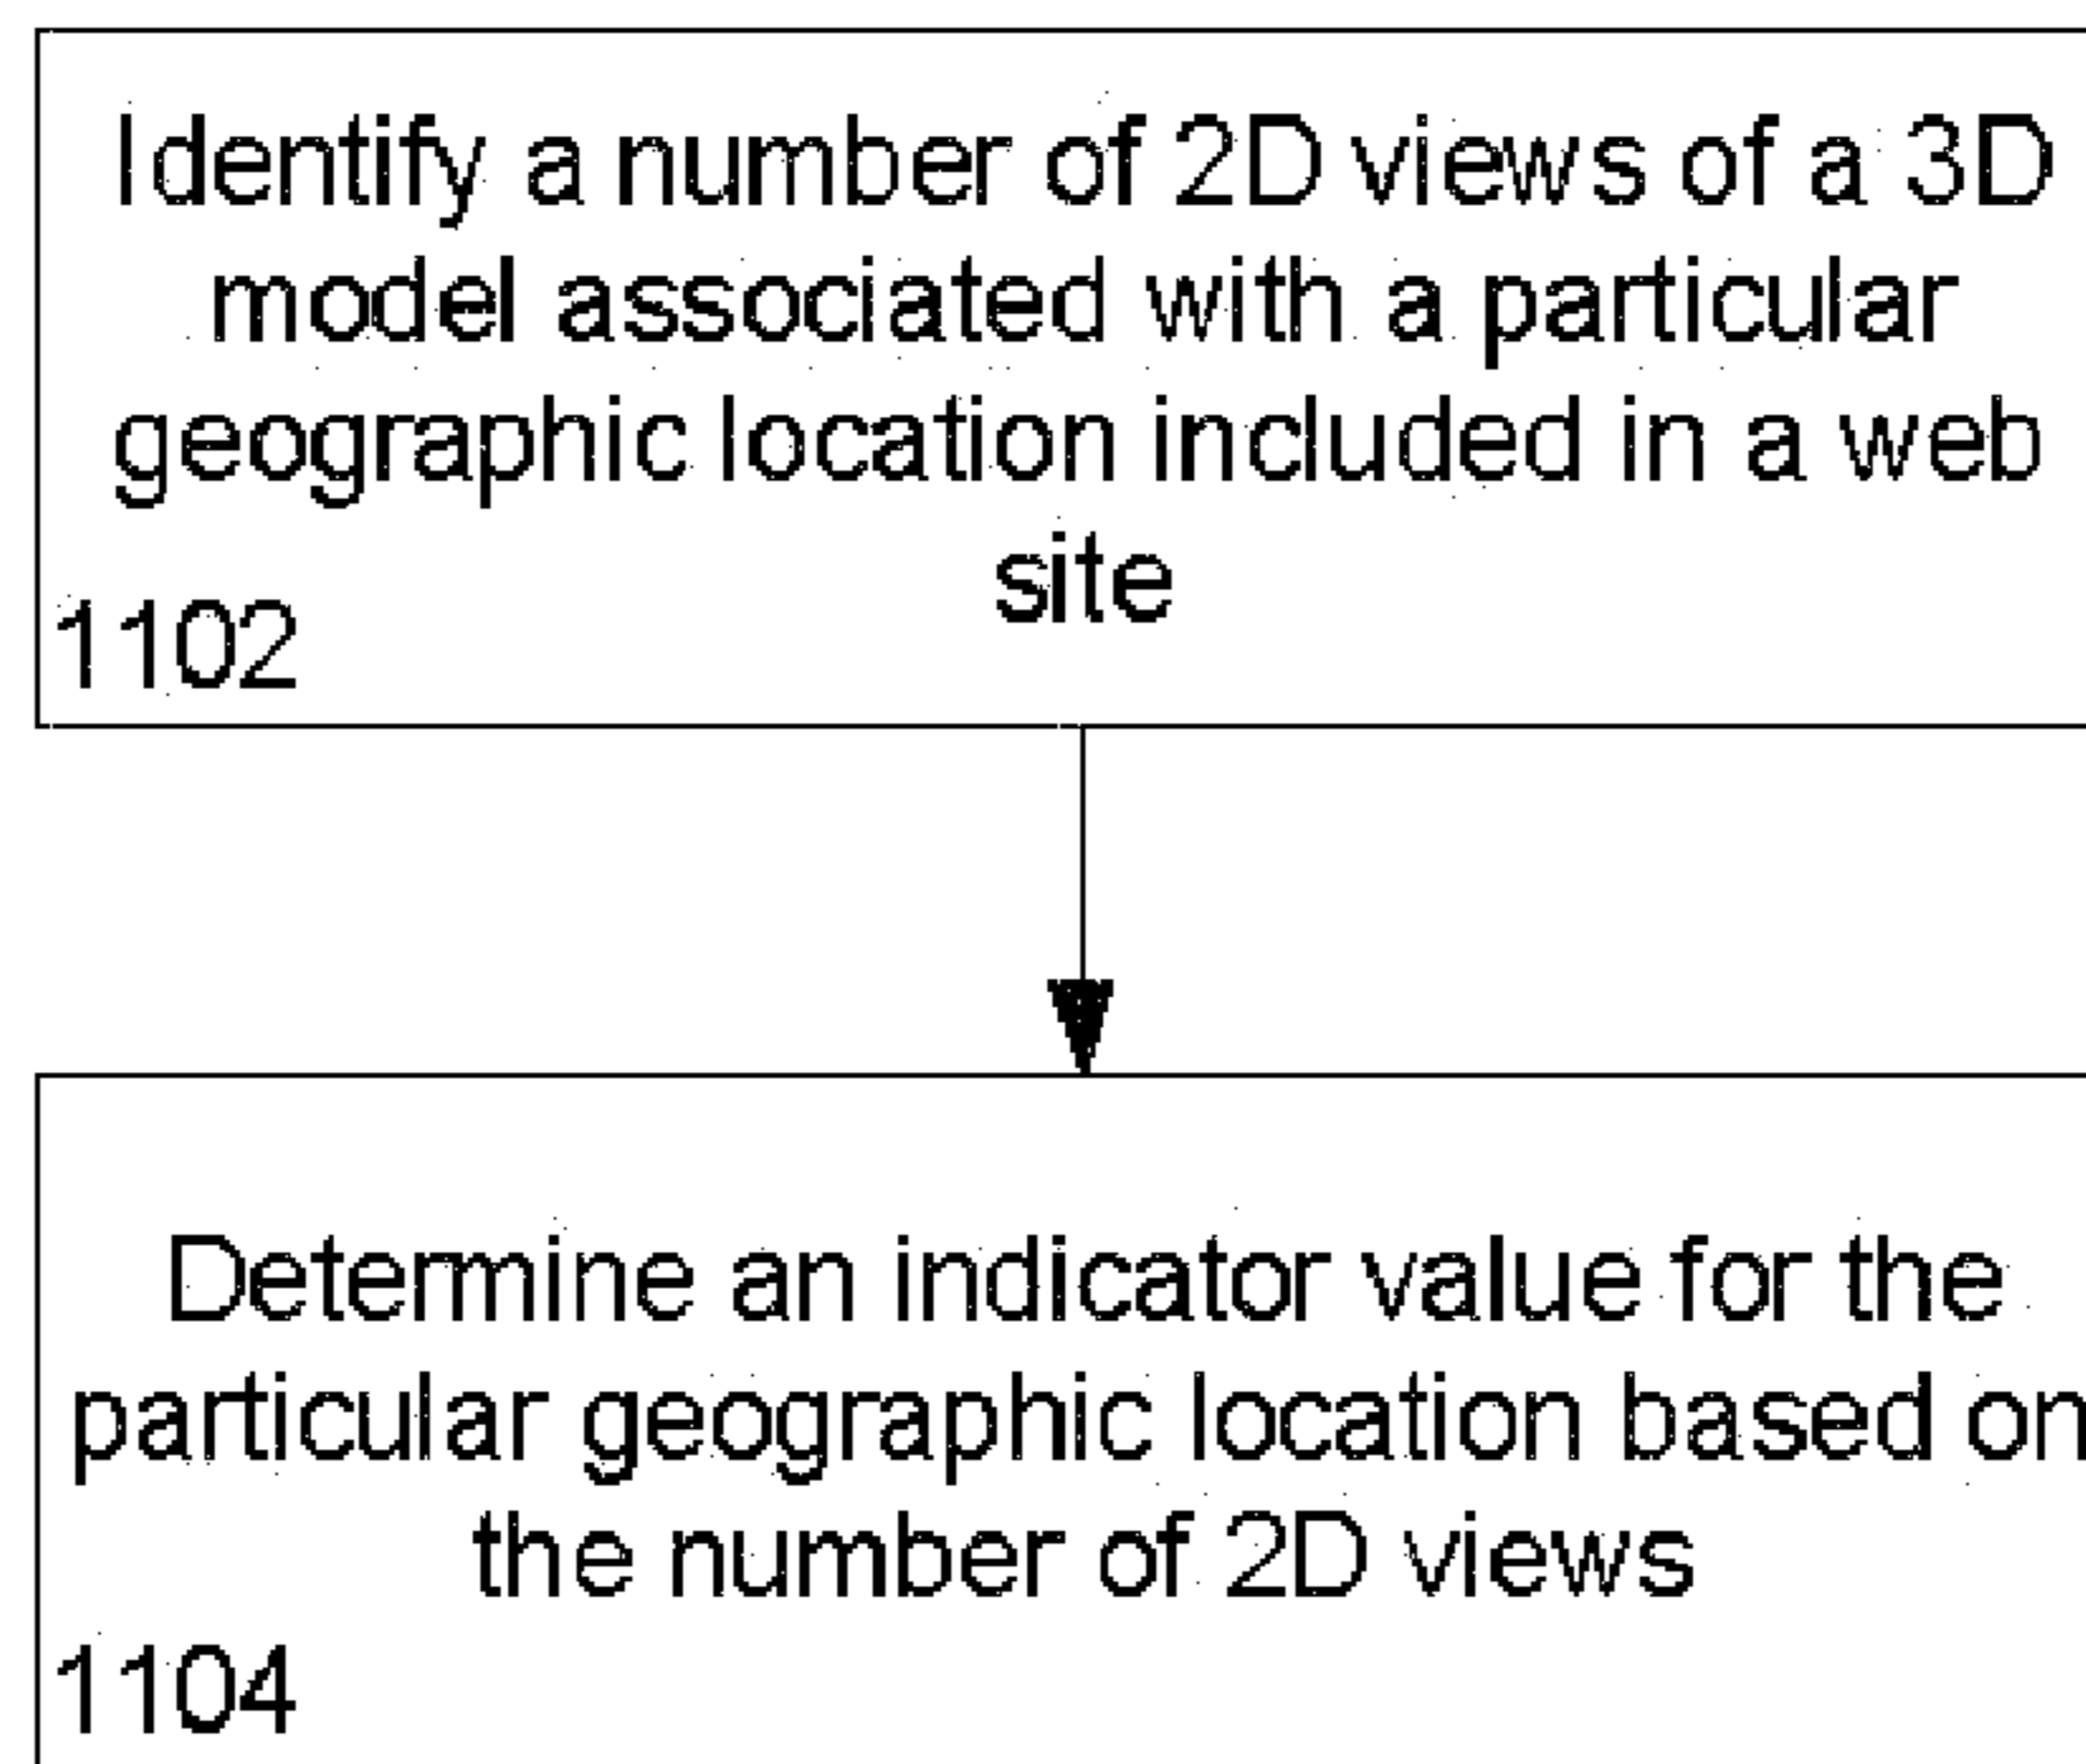 Identify a number of 2D views of a 3D
model associated with a particular
geographic location included in a web
site
1102
Determine an indicator value for the
particular geographic location based on
the number of 2D views
1104